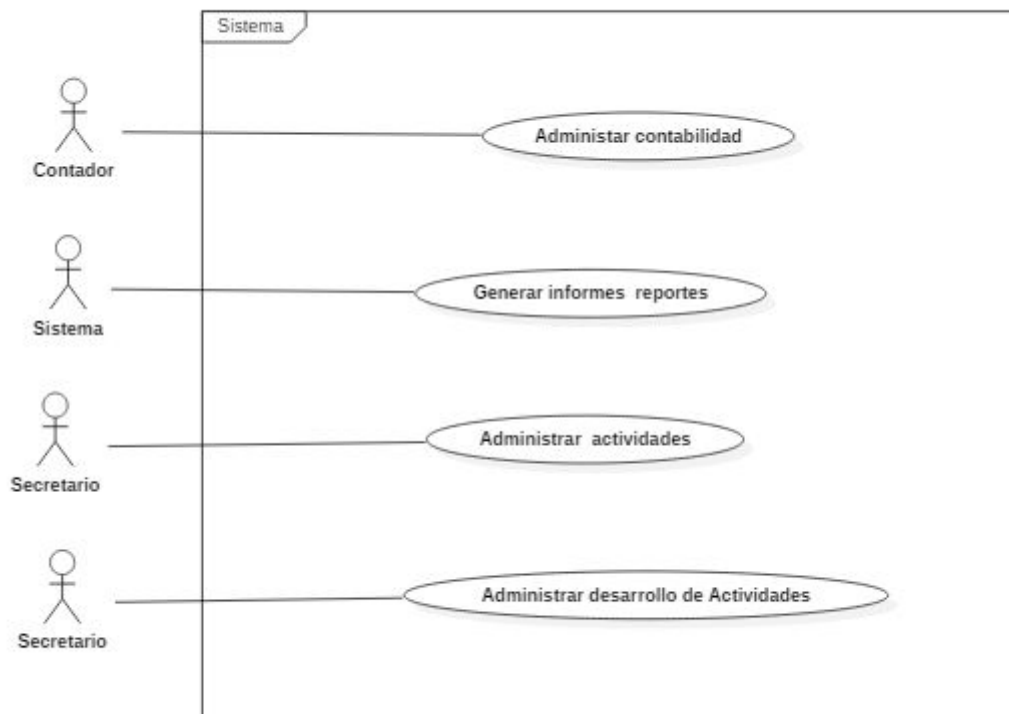 Sistema
Administar contabilidad
Contador
Generar informes reportes
Sistema
Administrar actividades
Secretario
Administrar desarrollo de Actividades
Secretario